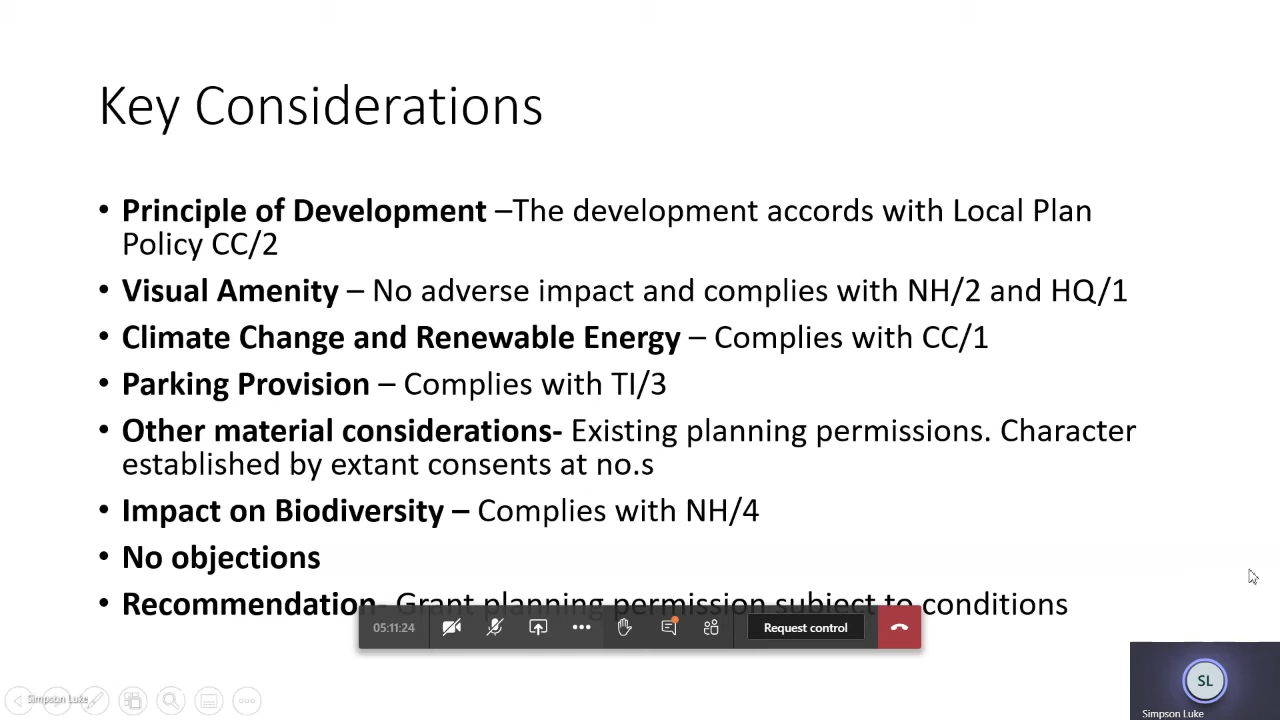 Key Considerations
• Principle of Development –The development accords with Local Plan
Policy CC/2
• Visual Amenity – No adverse impact and complies with NH/2 and HQ/1
• Climate Change and Renewable Energy – Complies with CC/1
• Parking Provision – Complies with TI/3
• Other material considerations- Existing planning permissions. Character
established by extant consents at no.s
• Impact on Biodiversity – Complies with NH/4
• No objections
• Recommendation- Grant planning permission subject to conditions
05:11:24
Request control
SL
Simpson Luke
Simpson Luke